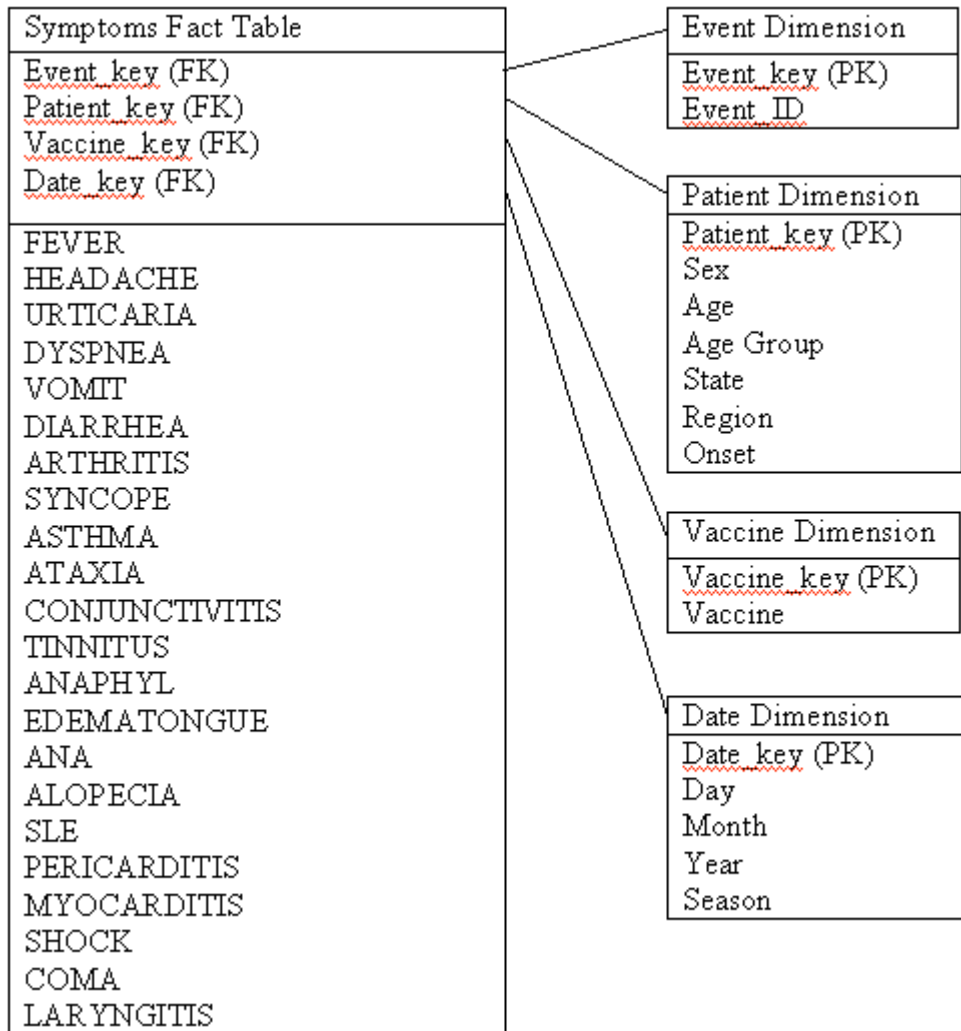 Symptoms Fact Table
Event_key (FK)
Patient_key (FK)
Vaccine_key (FK)
Date_key (FK)
FEVER
HEADACHE
URTICARIA
DYSPNEA
VOMIT
DIARRHEA
ARTHRITIS
SYNCOPE
ASTHMA
ATAXIA
CONJUNCTIVITIS
TINNITUS
ANAPHYL
EDEMATONGUE
ANA
ALOPECIA
SLE
PERICARDITIS
MYOCARDITIS
SHOCK
COMA
LARYNGITIS
Event Dimension
Event_key (PK)
Event_ID
Patient Dimension
Patient_key (PK)
Sex
Age
Age Group
State
Region
Onset
Vaccine Dimension
Vaccine_key (PK)
Vaccine
Date Dimension
Date_key (PK)
Day
Month
Year
Season